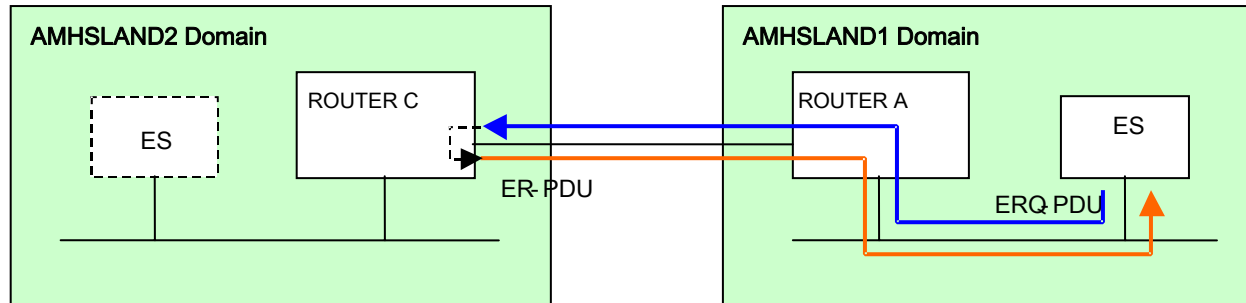 AMHSLAND2 Domain
AMHSLAND1 Domain
ROUTER C
ROUTER A
ES
ES
ER-PDU
ERQ-PDU